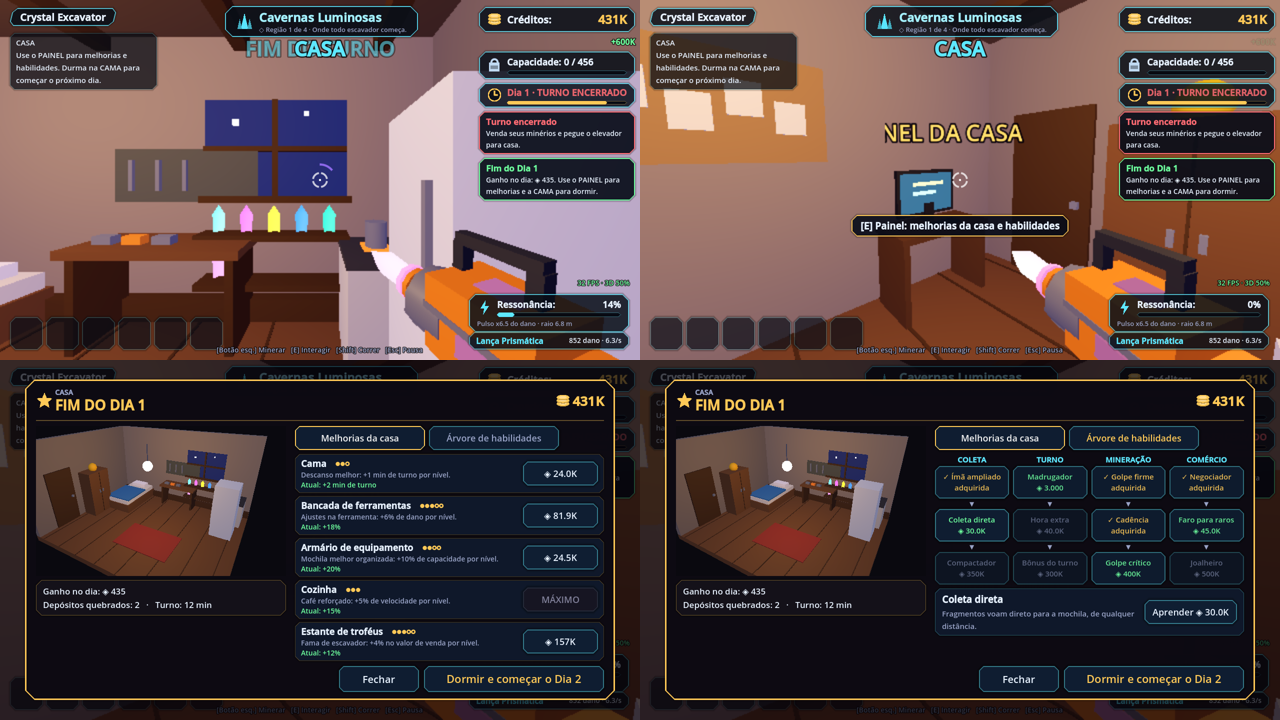 Crystal Excavator
Cavernas Luminosas
◇ Região 1 de 4 · Onde todo escavador começa.
Créditos: 431K
+600K
CASA
Use o PAINEL para melhorias e
habilidades. Durma na CAMA para
começar o próximo dia.
CASA
Capacidade: 0 / 456
Dia 1 · TURNO ENCERRADO
Turno encerrado
Venda seus minérios e pegue o elevador
para casa.
Fim do Dia 1
Ganho no dia: ◈ 435. Use o PAINEL para
melhorias e a CAMA para dormir.
32 FPS · 3D 50%
Ressonância: 14%
Pulso x6.5 do dano · raio 6.8 m
Lança Prismática 852 dano · 6.3/s
[Botão esq.] Minerar [E] Interagir [Shift] Correr [Esc] Pausa
Crystal Excavator
Cavernas Luminosas
◇ Região 1 de 4 · Onde todo escavador começa.
Créditos: 431K
CASA
Use o PAINEL para melhorias e
habilidades. Durma na CAMA para
começar o próximo dia.
CASA
Capacidade: 0 / 456
Dia 1 · TURNO ENCERRADO
Turno encerrado
Venda seus minérios e pegue o elevador
para casa.
NEL DA CASA
Fim do Dia 1
Ganho no dia: ◈ 435. Use o PAINEL para
melhorias e a CAMA para dormir.
[E] Painel: melhorias da casa e habilidades
32 FPS · 3D 50%
Ressonância: 0%
Pulso x6.5 do dano · raio 6.8 m
Lança Prismática 852 dano · 6.3/s
[Botão esq.] Minerar [E] Interagir [Shift] Correr [Esc] Pausa
CASA
FIM DO DIA 1
431K
Melhorias da casa
Árvore de habilidades
Cama
Descanso melhor: +1 min de turno por nível.
Atual: +2 min de turno
◈ 24.0K
Bancada de ferramentas
Ajustes na ferramenta: +6% de dano por nível.
Atual: +18%
◈ 81.9K
Armário de equipamento
Mochila melhor organizada: +10% de capacidade por nível.
Atual: +20%
◈ 24.5K
Cozinha
Café reforçado: +5% de velocidade por nível.
Atual: +15%
MÁXIMO
Estante de troféus
Fama de escavador: +4% no valor de venda por nível.
Atual: +12%
◈ 157K
Ganho no dia: ◈ 435
Depósitos quebrados: 2 · Turno: 12 min
Fechar
Dormir e começar o Dia 2
CASA
FIM DO DIA 1
431K
Melhorias da casa
Árvore de habilidades
COLETA TURNO MINERAÇÃO COMÉRCIO
✓ Ímã ampliado
adquirida
Madrugador
◈ 3.000
✓ Golpe firme
adquirida
✓ Negociador
adquirida
Coleta direta
◈ 30.0K
Hora extra
◈ 40.0K
✓ Cadência
adquirida
Faro para raros
◈ 45.0K
Compactador
◈ 350K
Bônus do turno
◈ 300K
Golpe crítico
◈ 400K
Joalheiro
◈ 500K
Coleta direta
Fragmentos voam direto para a mochila, de qualquer
distância.
Aprender ◈ 30.0K
Ganho no dia: ◈ 435
Depósitos quebrados: 2 · Turno: 12 min
Fechar
Dormir e começar o Dia 2